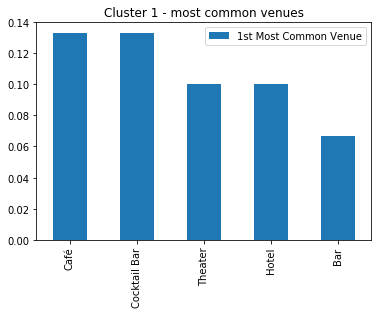 Cluster 1 - most common venues
1st Most Common Venue
0.14
0.12
0.10
0.08
0.06
0.04
0.02
0.00
Café
Cocktail Bar
Theater
Hotel
Bar